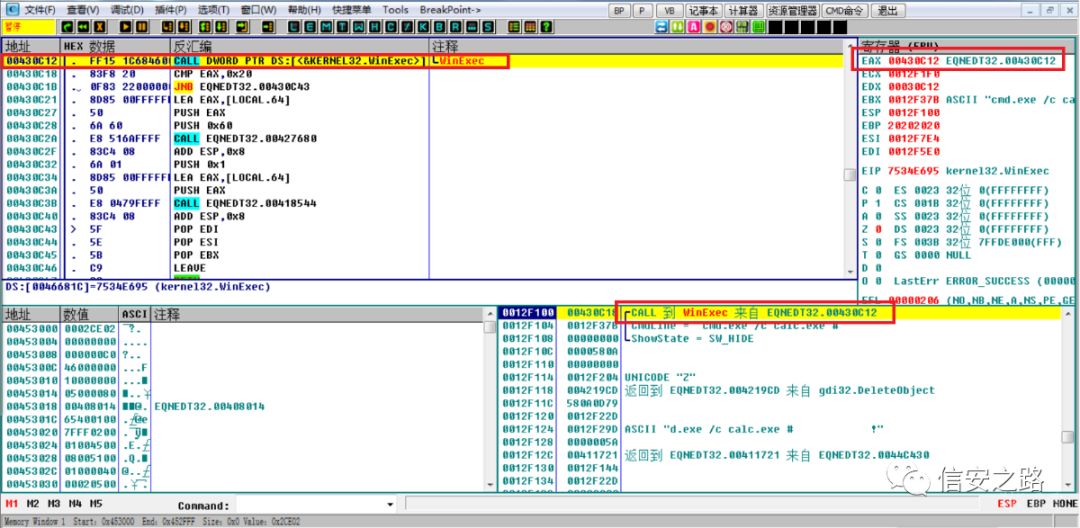 文件(F) 查看(V) 调试(D) 插件(P) 选项(T) 窗口(W) 帮助(H) 快捷菜单 Tools BreakPoint-> BP P VB 记事本 计算器 资源管理器 CMD命令 退出
暂停 L E M T W H C / K B R ... S
地址 HEX 数据 反汇编 注释
00430C12 . FF15 1C684600 CALL DWORD PTR DS:[<&KERNEL32.WinExec>] WinExec
00430C18 . 83F8 20 CMP EAX,0x20
00430C1B . 0F83 22000000 JNB EQNEDT32.00430C43
00430C21 . 8D85 00FFFFFF LEA EAX,[LOCAL.64]
00430C27 . 50 PUSH EAX
00430C28 . 6A 60 PUSH 0x60
00430C2A . E8 516AFFFF CALL EQNEDT32.00427680
00430C2F . 83C4 08 ADD ESP,0x8
00430C32 . 6A 01 PUSH 0x1
00430C34 . 8D85 00FFFFFF LEA EAX,[LOCAL.64]
00430C3A . 50 PUSH EAX
00430C3B . E8 0479FEFF CALL EQNEDT32.00418544
00430C40 . 83C4 08 ADD ESP,0x8
00430C43 > 5F POP EDI
00430C44 . 5E POP ESI
00430C45 . 5B POP EBX
00430C46 . C9 LEAVE
DS:[0046681C]=7534E695 (kernel32.WinExec)
寄存器 (FPU)
EAX 00430C12 EQNEDT32.00430C12
ECX 0012F1F0
EDX 00430C12
EBX 0012F37B ASCII "cmd.exe /c ca
ESP 0012F100
EBP 20202020
ESI 0012F7E4
EDI 0012F5E0
EIP 7534E695 kernel32.WinExec
C 0 ES 0023 32位 0(FFFFFFFF)
P 1 CS 001B 32位 0(FFFFFFFF)
A 0 SS 0023 32位 0(FFFFFFFF)
Z 0 DS 0023 32位 0(FFFFFFFF)
S 0 FS 003B 32位 7FFDE000(FFF)
T 0 GS 0000 NULL
D 0
O 0 LastErr ERROR_SUCCESS (00000
EFL 00000206 (NO,NB,NE,A,NS,PE,GE
地址 数值 ASCI 注释
00453000 0002CE02
00453004 00000000 ....
00453008 000000C0 ?..
0045300C 46000000 ...F
00453010 10000000
00453014 05000080
00453018 00408014 EQNEDT32.00408014
0045301C 65400100
00453020 7FFF0200
00453024 01004500
00453028 08005100
0045302C 01000040
00453030 00020500
0012F100 00430C18 CALL 到 WinExec 来自 EQNEDT32.00430C12
0012F104 0012F37B CmdLine = "cmd.exe /c calc.exe #
0012F108 00000000 ShowState = SW_HIDE
0012F10C 0000580A
0012F110 00000000
0012F114 0012F204 UNICODE "Z"
0012F118 004219CD 返回到 EQNEDT32.004219CD 来自 gdi32.DeleteObject
0012F11C 580A0D79
0012F120 0012F22D
0012F124 0012F29D ASCII "d.exe /c calc.exe # !"
0012F128 0000005A
0012F12C 00411721 返回到 EQNEDT32.00411721 来自 EQNEDT32.0044C430
0012F130 0012F144
0012F134 0012F22D
信安之路
M1 M2 M3 M4 M5 Command: ESP EBP NONE
Memory Window 1 Start: 0x453000 End: 0x452FFF Size: 0x0 Value: 0x2CE02